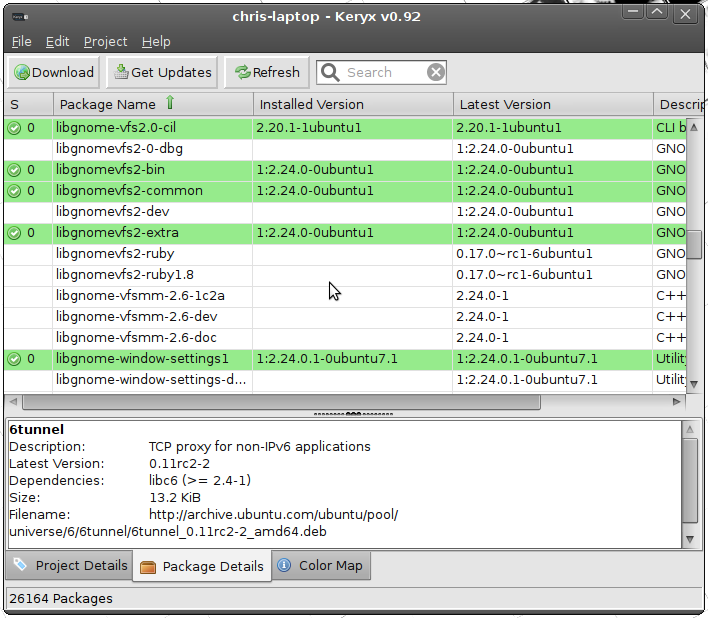 chris-laptop - Keryx v0.92
File Edit Project Help
Download Get Updates Refresh Search
S Package Name Installed Version Latest Version Descrip
0 libgnome-vfs2.0-cil 2.20.1-1ubuntu1 2.20.1-1ubuntu1 CLI b
libgnomevfs2-0-dbg 1:2.24.0-0ubuntu1 GNO
0 libgnomevfs2-bin 1:2.24.0-0ubuntu1 1:2.24.0-0ubuntu1 GNO
0 libgnomevfs2-common 1:2.24.0-0ubuntu1 1:2.24.0-0ubuntu1 GNO
libgnomevfs2-dev 1:2.24.0-0ubuntu1 GNO
0 libgnomevfs2-extra 1:2.24.0-0ubuntu1 1:2.24.0-0ubuntu1 GNO
libgnomevfs2-ruby 0.17.0~rc1-6ubuntu1 GNO
libgnomevfs2-ruby1.8 0.17.0~rc1-6ubuntu1 GNO
libgnome-vfsmm-2.6-1c2a 2.24.0-1 C++
libgnome-vfsmm-2.6-dev 2.24.0-1 C++
libgnome-vfsmm-2.6-doc 2.24.0-1 C++
0 libgnome-window-settings1 1:2.24.0.1-0ubuntu7.1 1:2.24.0.1-0ubuntu7.1 Utility
libgnome-window-settings-d... 1:2.24.0.1-0ubuntu7.1 Utility
6tunnel
Description: TCP proxy for non-IPv6 applications
Latest Version: 0.11rc2-2
Dependencies: libc6 (>= 2.4-1)
Size: 13.2 KiB
Filename: http://archive.ubuntu.com/ubuntu/pool/
universe/6/6tunnel/6tunnel_0.11rc2-2_amd64.deb
Project Details Package Details Color Map
26164 Packages